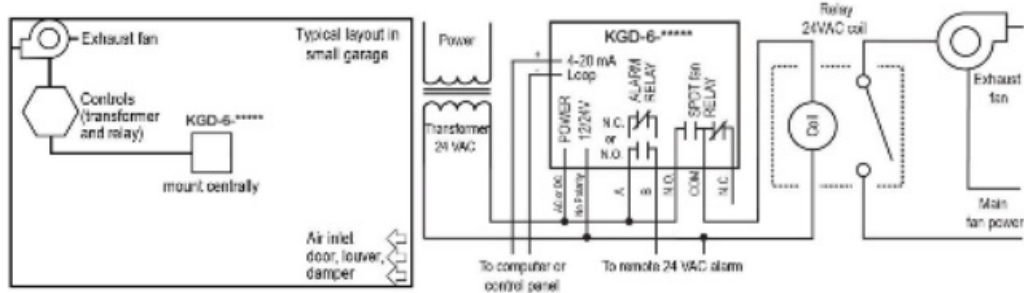 Exhaust fan
Typical layout in
small garage
Controls
(transformer
and relay)
KGD-6-*****
mount centrally
Air inlet
door, louver,
damper
Power
Transformer
24 VAC
KGD-6-*****
+
4-20 mA
-
Loop
POWER
12/24V
ALARM
RELAY
N.C.
or
N.O.
SPDT fan
RELAY
AC or DC
No Polarity
A
B
N.O.
COM
N.C.
To computer or
control panel
To remote 24 VAC alarm
Relay
24VAC coil
Coil
Exhaust
fan
Main
fan power